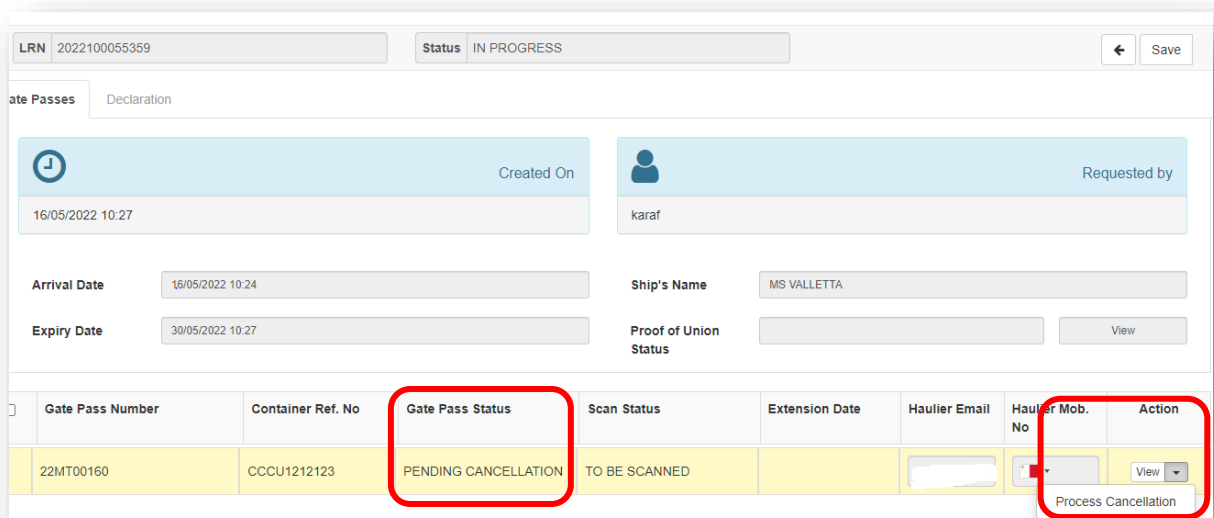 LRN 2022100055359 Status IN PROGRESS Save
ate Passes Declaration
Created On Requested by
16/05/2022 10:27 karaf
Arrival Date 16/05/2022 10:24 Ship's Name MS VALLETTA
Expiry Date 30/05/2022 10:27 Proof of Union View
Status
Gate Pass Number Container Ref. No Gate Pass Status Scan Status Extension Date Haulier Email Haulier Mob. Action
No
22MT00160 CCCU1212123 PENDING CANCELLATION TO BE SCANNED View
Process Cancellation